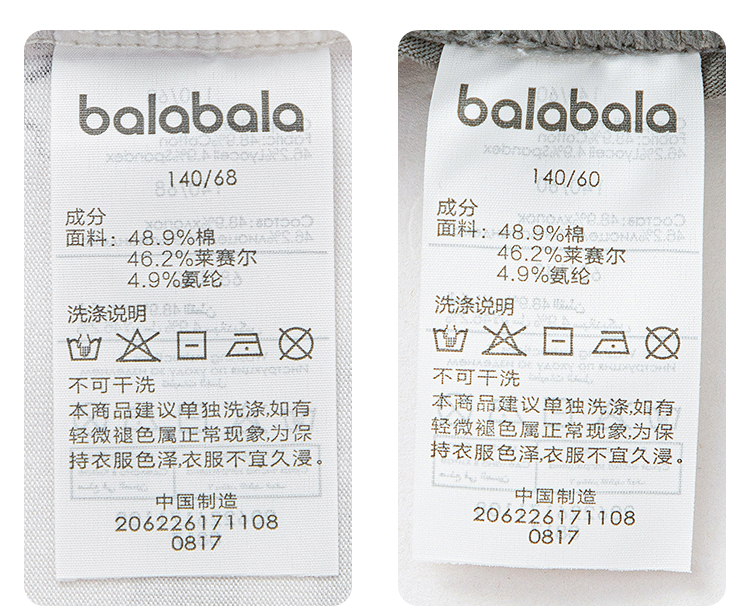 balabala
140/68
成分
面料: 48.9%棉
46.2%莱赛尔
4.9%氨纶
洗涤说明
不可干洗
本商品建议单独洗涤,如有
轻微褪色属正常现象,为保
持衣服色泽,衣服不宜久浸。
中国制造
206226171108
0817
balabala
140/60
成分
面料: 48.9%棉
46.2%莱赛尔
4.9%氨纶
洗涤说明
不可干洗
本商品建议单独洗涤,如有
轻微褪色属正常现象,为保
持衣服色泽,衣服不宜久浸。
中国制造
206226171108
0817